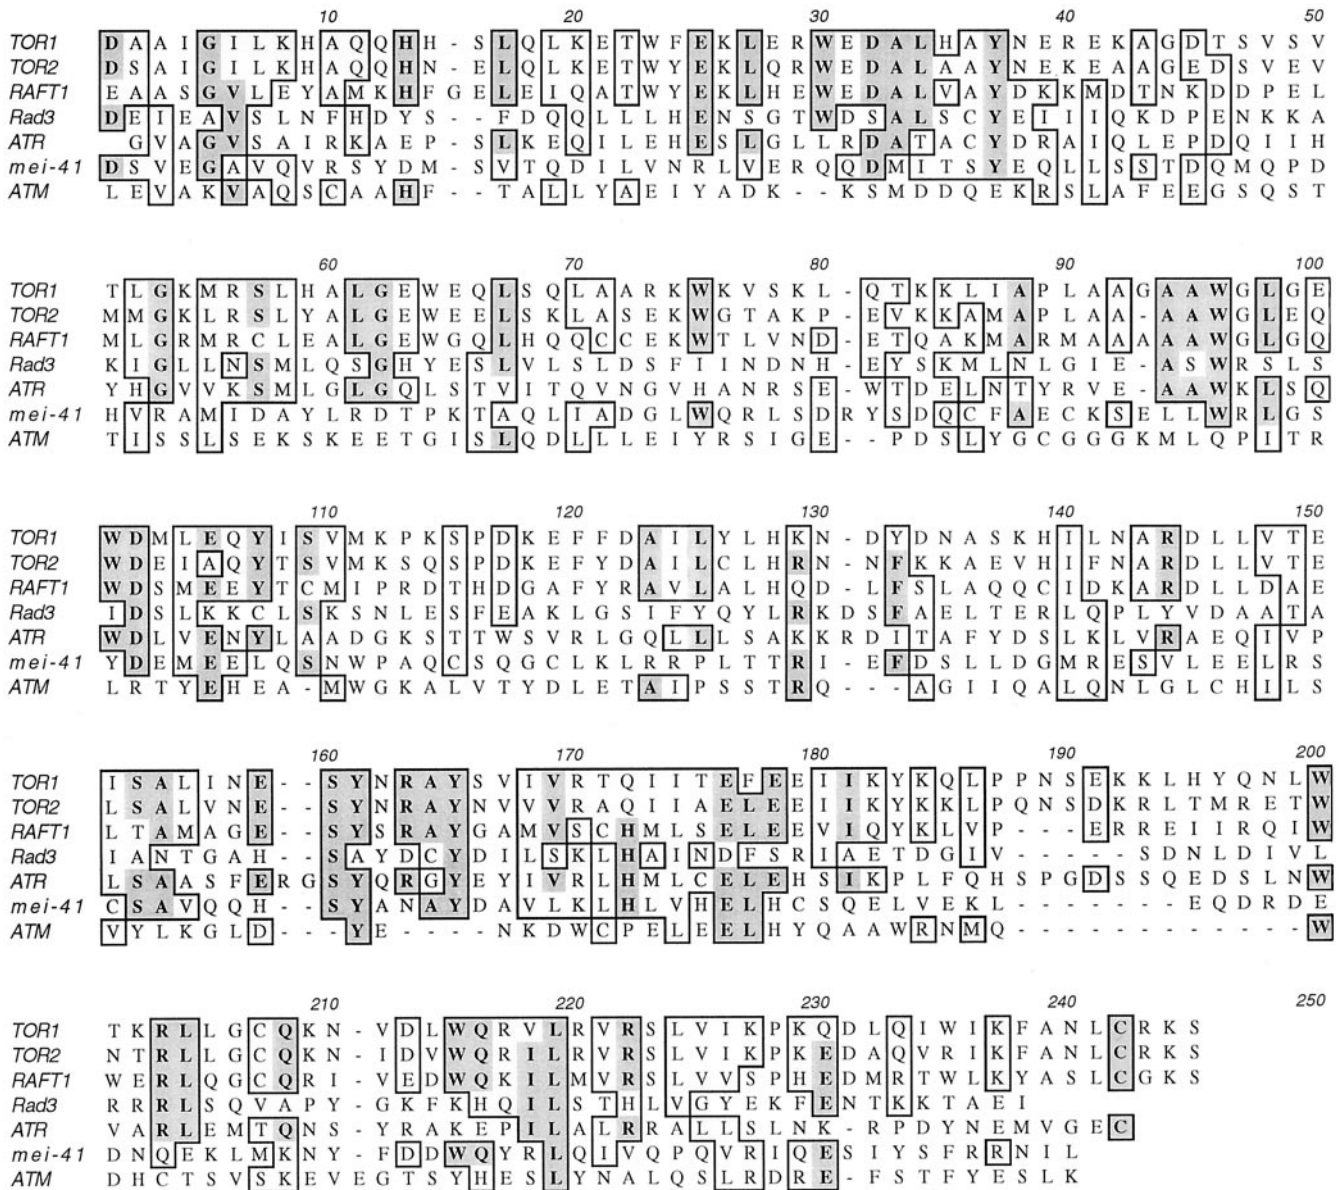 10 20 30 40 50
TOR1 D A A I G I L K H A Q Q H H - S L Q L K E T W F E K L E R W E D A L H A Y N E R E K A G D T S V S V
TOR2 D S A I G I L K H A Q Q H N - E L Q L K E T W Y E K L Q R W E D A L A A Y N E K E A A G E D S V E V
RAFT1 E A A S G V L E Y A M K H F G E L E I Q A T W Y E K L H E W E D A L V A Y D K K M D T N K D D P E L
Rad3 D E I E A V S L N F H D Y S - F D Q Q L L L H E N S G T W D S A L S C Y E I I I Q K D P E N K K A
ATR G V A G V S A I R K A E P - S L K E Q I L E H E S L G L L R D A T A C Y D R A I Q L E P D Q I I H
mei-41 D S V E G A V Q V R S Y D M - S V T Q D I L V N R L V E R Q Q D M I T S Y E Q L L S S T D Q M Q P D
ATM L E V A K V A Q S C A A H F - T A L L Y A E I Y A D K - - K S M D D Q E K R S L A F E E G S Q S T
60 70 80 90 100
TOR1 T L G K M R S L H A L G E W E Q L S Q L A A R K W K V S K L - Q T K K L I A P L A A G A A W G L G E
TOR2 M M G K L R S L Y A L G E W E E L S K L A S E K W G T A K P - E V K K A M A P L A A - A A W G L E Q
RAFT1 M L G R M R C L E A L G E W G Q L H Q Q C C E K W T L V N D - E T Q A K M A R M A A A A A W G L G Q
Rad3 K I G L L N S M L Q S G H Y E S L V L S L D S F I I N D N H - E Y S K M L N L G I E - A S W R S L S
ATR Y H G V V K S M L G L G Q L S T V I T Q V N G V H A N R S E - W T D E L N T Y R V E - A A W K L S Q
mei-41 H V R A M I D A Y L R D T P K T A Q L I A D G L W Q R L S D R Y S D Q C F A E C K S E L L W R L G S
ATM T I S S L S E K S K E E T G I S L Q D L L L E I Y R S I G E - - P D S L Y G C G G G K M L Q P I T R
110 120 130 140 150
TOR1 W D M L E Q Y I S V M K P K S P D K E F F D A I L Y L H K N - D Y D N A S K H I L N A R D L L V T E
TOR2 W D E I A Q Y T S V M K S Q S P D K E F Y D A I L C L H R N - N F K K A E V H I F N A R D L L V T E
RAFT1 W D S M E E Y T C M I P R D T H D G A F Y R A V L A L H Q D - L F S L A Q Q C I D K A R D L L D A E
Rad3 I D S L K K C L S K S N L E S F E A K L G S I F Y Q Y L R K D S F A E L T E R L Q P L Y V D A A T A
ATR W D L V E N Y L A A D G K S T T W S V R L G Q L L L S A K K R D I T A F Y D S L K L V R A E Q I V P
mei-41 Y D E M E E L Q S N W P A Q C S Q G C L K L R R P L T T R I - E F D S L L D G M R E S V L E E L R S
ATM L R T Y E H E A - M W G K A L V T Y D L E T A I P S S T R Q - - - A G I I Q A L Q N L G L C H I L S
160 170 180 190 200
TOR1 I S A L I N E - - S Y N R A Y S V I V R T Q I I T E F E E I I K Y K Q L P P N S E K K L H Y Q N L W
TOR2 L S A L V N E - - S Y N R A Y N V V V R A Q I I A E L E E I I K Y K K L P Q N S D K R L T M R E T W
RAFT1 L T A M A G E - - S Y S R A Y G A M V S C H M L S E L E E V I Q Y K L V P - - - E R R E I I R Q I W
Rad3 I A N T G A H - - S A Y D C Y D I L S K L H A I N D F S R I A E T D G I V - - - - - S D N L D I V L
ATR L S A A S F E R G S Y Q R G Y E Y I V R L H M L C E L E H S I K P L F Q H S P G D S S Q E D S L N W
mei-41 C S A V Q Q H - - S Y A N A Y D A V L K L H L V H E L H C S Q E L V E K L - - - - - - - E Q D R D E
ATM V Y L K G L D - - - Y E - - - - N K D W C P E L E E L H Y Q A A W R N M Q - - - - - - - - - - - - W
210 220 230 240 250
TOR1 T K R L L G C Q K N - V D L W Q R V L R V R S L V I K P K Q D L Q I W I K F A N L C R K S
TOR2 N T R L L G C Q K N - I D V W Q R I L R V R S L V I K P K E D A Q V R I K F A N L C R K S
RAFT1 W E R L Q G C Q R I - V E D W Q K I L M V R S L V V S P H E D M R T W L K Y A S L C G K S
Rad3 R R R L S Q V A P Y - G K F K H Q I L S T H L V G Y E K F E N T K K T A E I
ATR V A R L E M T Q N S - Y R A K E P I L A L R R A L L S L N K - R P D Y N E M V G E C
mei-41 D N Q E K L M K N Y - F D D W Q Y R L Q I V Q P Q V R I Q E S I Y S F R R N I L
ATM D H C T S V S K E V E G T S Y H E S L Y N A L Q S L R D R E - F S T F Y E S L K